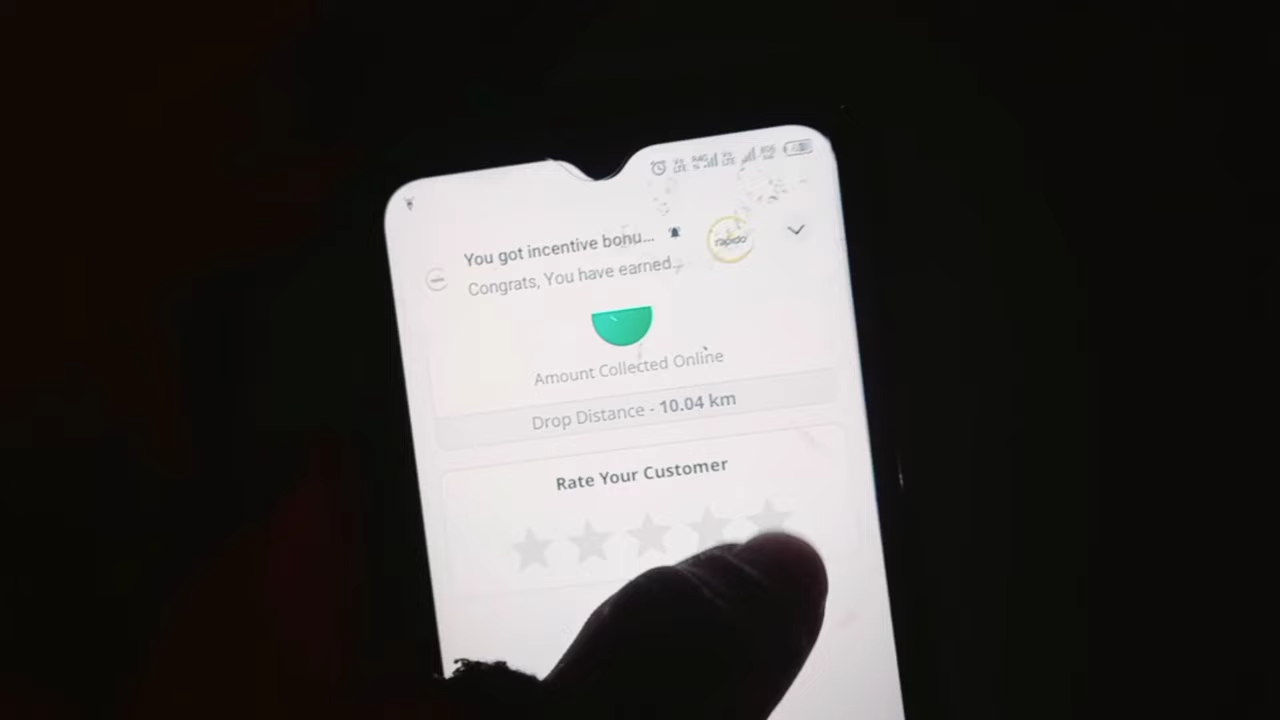 You got incentive bonu...
rapido
Congrats, You have earned...
Amount Collected Online
Drop Distance - 10.04 km
Rate Your Customer